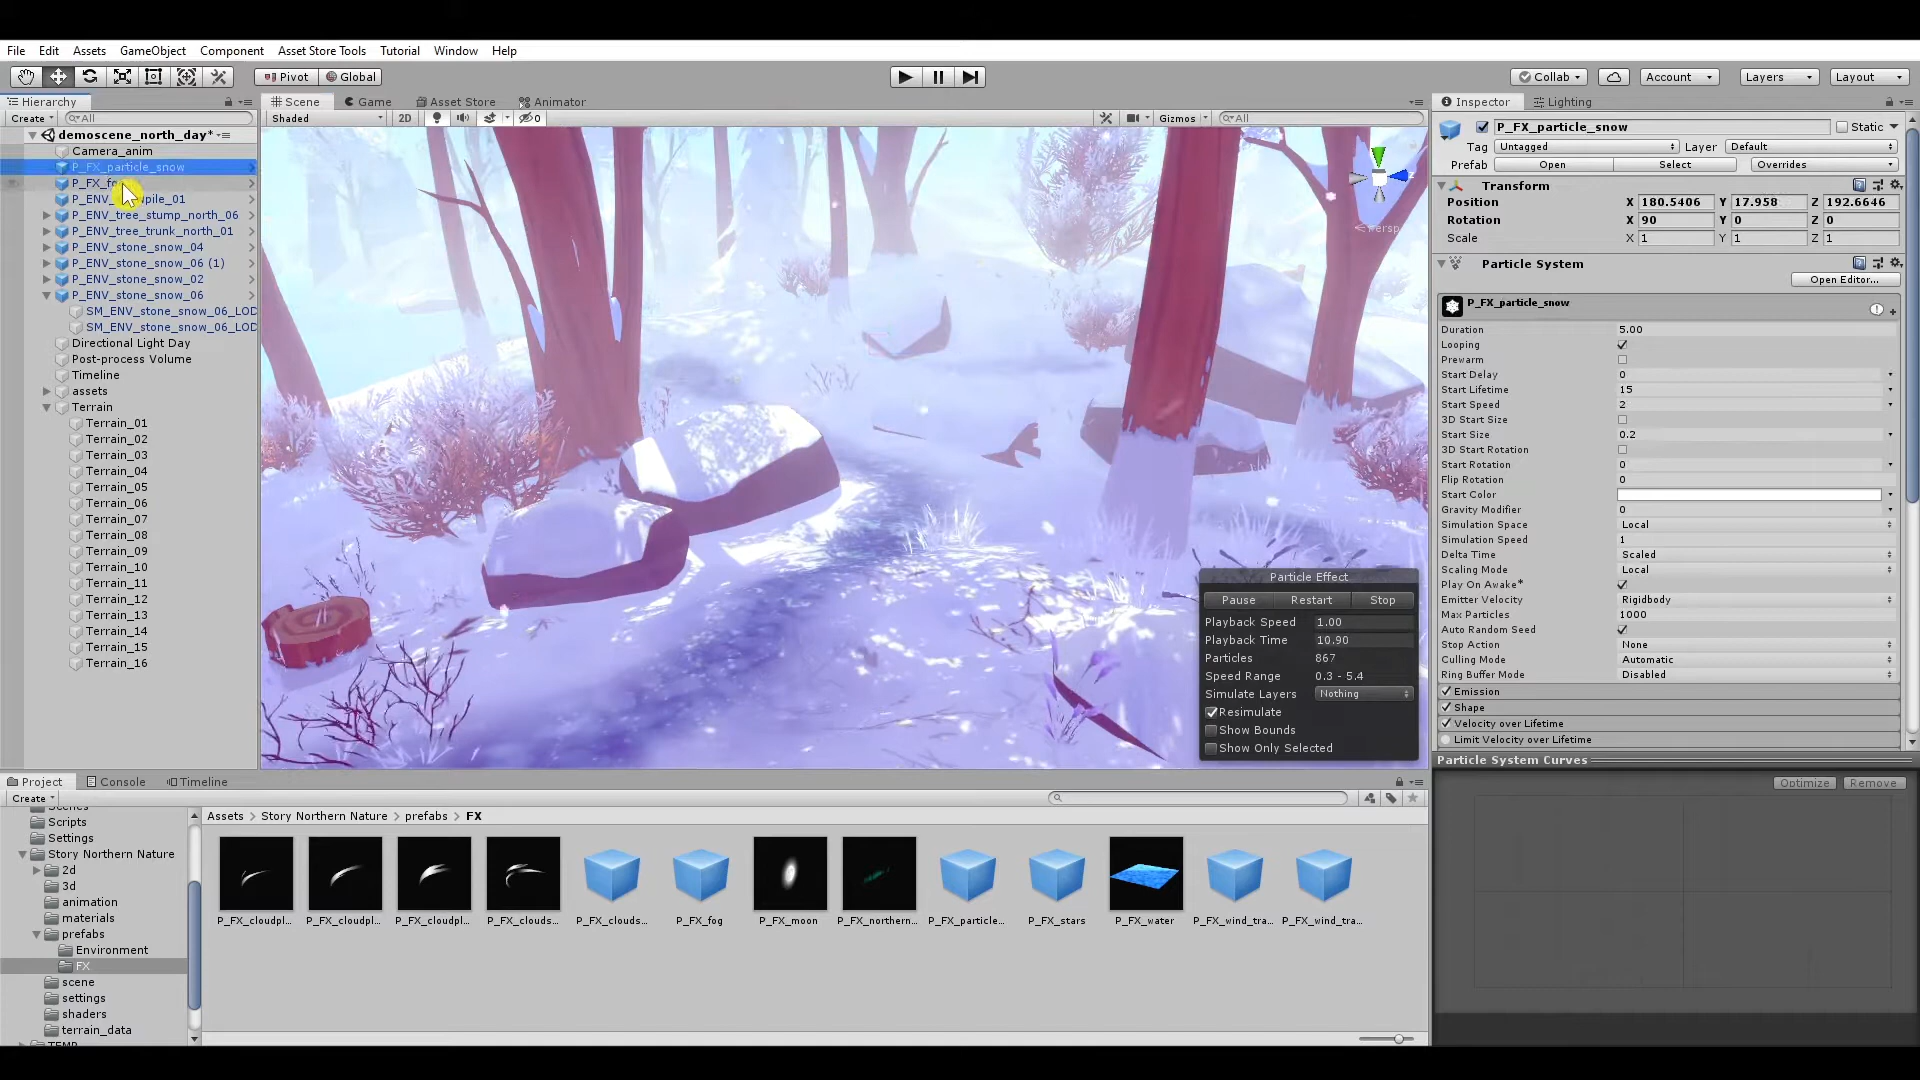 File Edit Assets GameObject Component Asset Store Tools Tutorial Window Help
Pivot Global Collab Account Layers Layout
Hierarchy Scene Game Asset Store Animator Inspector Lighting
Create All Shaded 2D 0 Gizmos All
demoscene_north_day*
Camera_anim
P_FX_particle_snow
P_ENV_tree_stump_north_06
P_ENV_tree_trunk_north_01
P_ENV_stone_snow_04
P_ENV_stone_snow_06 (1)
P_ENV_stone_snow_02
P_ENV_stone_snow_06
SM_ENV_stone_snow_06_LOD
SM_ENV_stone_snow_06_LOD
Directional Light Day
Post-process Volume
Timeline
assets
Terrain
Terrain_01
Terrain_02
Terrain_03
Terrain_04
Terrain_05
Terrain_06
Terrain_07
Terrain_08
Terrain_09
Terrain_10
Terrain_11
Terrain_12
Terrain_13
Terrain_14
Terrain_15
Terrain_16
Persp
Particle Effect
Pause Restart Stop
Playback Speed 1.00
Playback Time 10.90
Particles 867
Speed Range 0.3 - 5.4
Simulate Layers Nothing
Resimulate
Show Bounds
Show Only Selected
P_FX_particle_snow Static
Tag Untagged Layer Default
Prefab Open Select Overrides
Transform
Position X 180.5406 Y 17.958 Z 192.6646
Rotation X 90 Y 0 Z 0
Scale X 1 Y 1 Z 1
Particle System
Open Editor...
P_FX_particle_snow
Duration 5.00
Looping
Prewarm
Start Delay 0
Start Lifetime 15
Start Speed 2
3D Start Size
Start Size 0.2
3D Start Rotation
Start Rotation 0
Flip Rotation 0
Start Color
Gravity Modifier 0
Simulation Space Local
Simulation Speed 1
Delta Time Scaled
Scaling Mode Local
Play On Awake*
Emitter Velocity Rigidbody
Max Particles 1000
Auto Random Seed
Stop Action None
Culling Mode Automatic
Ring Buffer Mode Disabled
Emission
Shape
Velocity over Lifetime
Limit Velocity over Lifetime
Particle System Curves
Optimize Remove
Project Console Timeline
Create
Scenes
Scripts
Settings
Story Northern Nature
2d
3d
animation
materials
prefabs
Environment
FX
scene
settings
shaders
terrain_data
TEMP
Assets > Story Northern Nature > prefabs > FX
P_FX_cloudpl... P_FX_cloudpl... P_FX_cloudpl... P_FX_clouds... P_FX_clouds... P_FX_fog P_FX_moon P_FX_northern... P_FX_particle... P_FX_stars P_FX_water P_FX_wind_tra... P_FX_wind_tra...